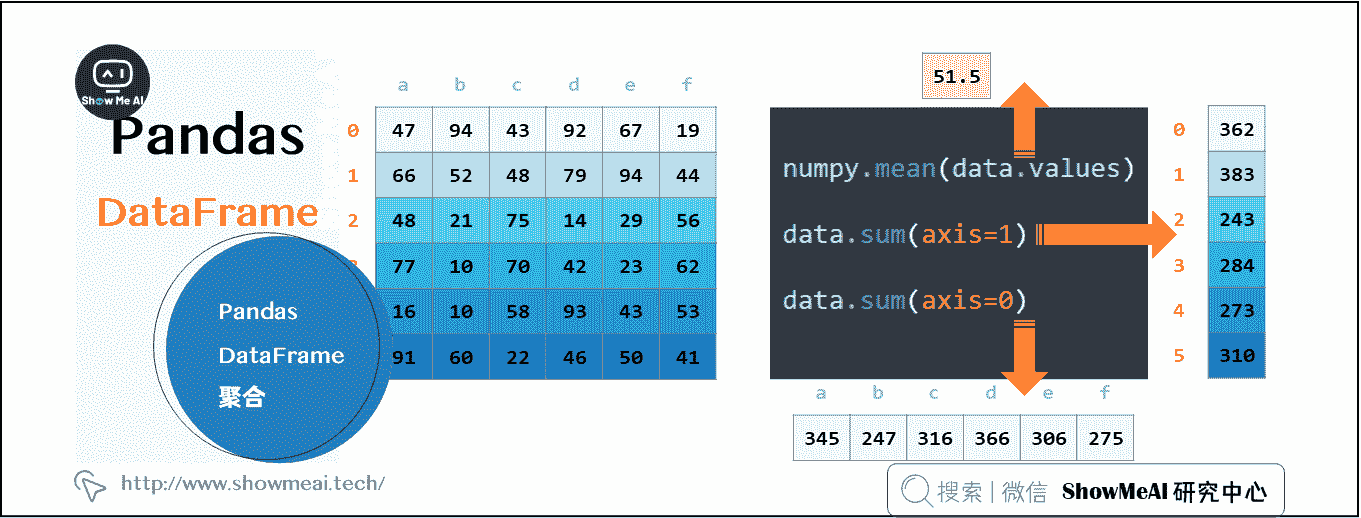 Show Me AI
Pandas
DataFrame
Pandas
DataFrame
聚合
a b c d e f
0 47 94 43 92 67 19
1 66 52 48 79 94 44
2 48 21 75 14 29 56
77 10 70 42 23 62
16 10 58 93 43 53
91 60 22 46 50 41
51.5
numpy.mean(data.values)
data.sum(axis=1)
data.sum(axis=0)
0 362
1 383
2 243
3 284
4 273
5 310
a b c d e f
345 247 316 366 306 275
http://www.showmeai.tech/
搜索 | 微信 ShowMeAI 研究中心